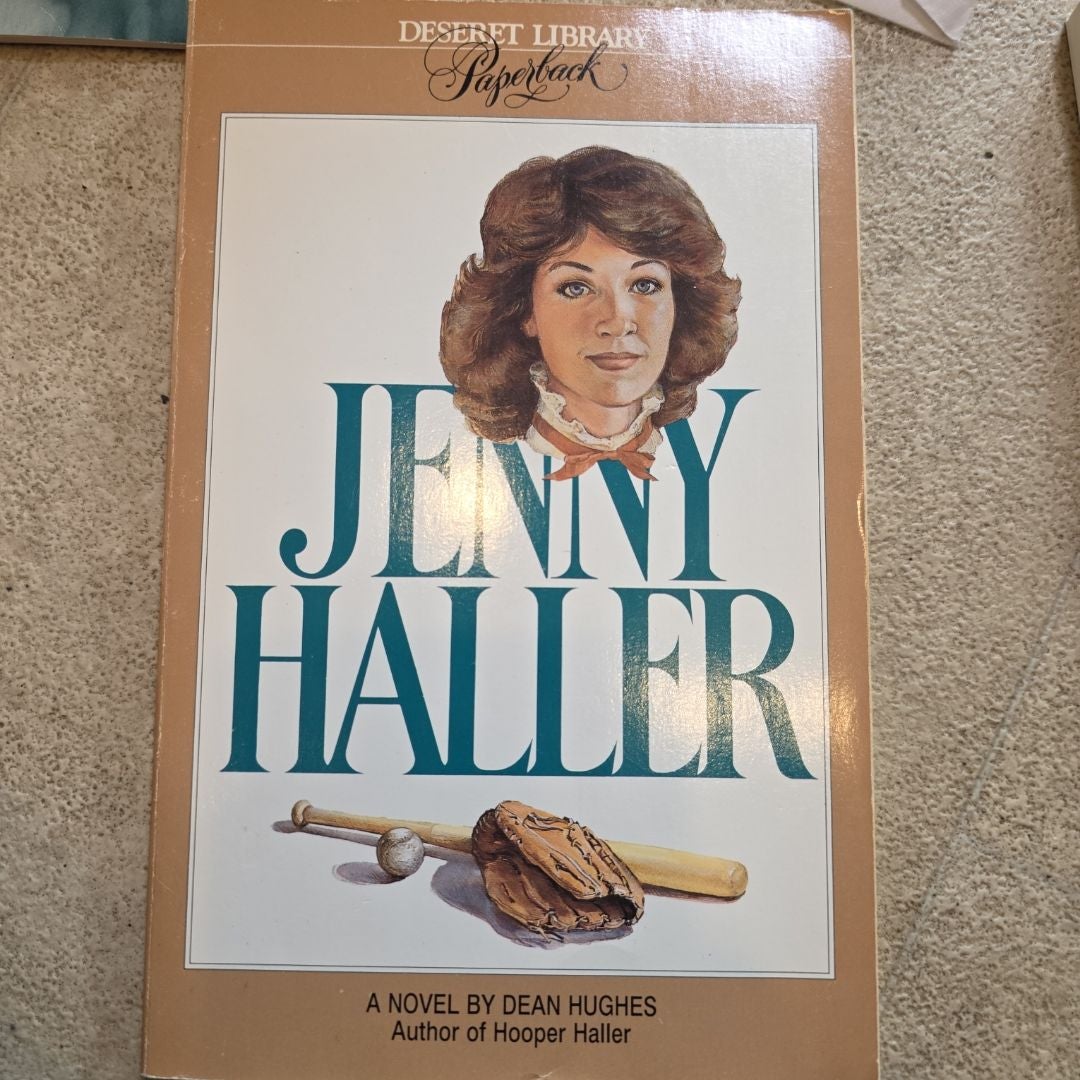 DESERET LIBRARY
Paperback
JENNY
HALLER
A NOVEL BY DEAN HUGHES
Author of Hooper Haller